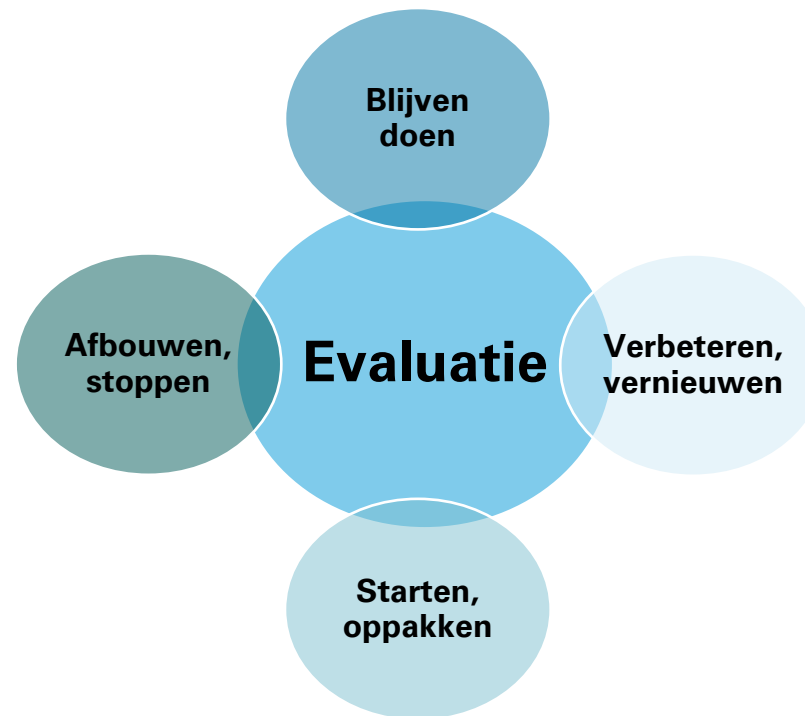 Blijven
doen
Afbouwen,
stoppen
Evaluatie
Verbeteren,
vernieuwen
Starten,
oppakken